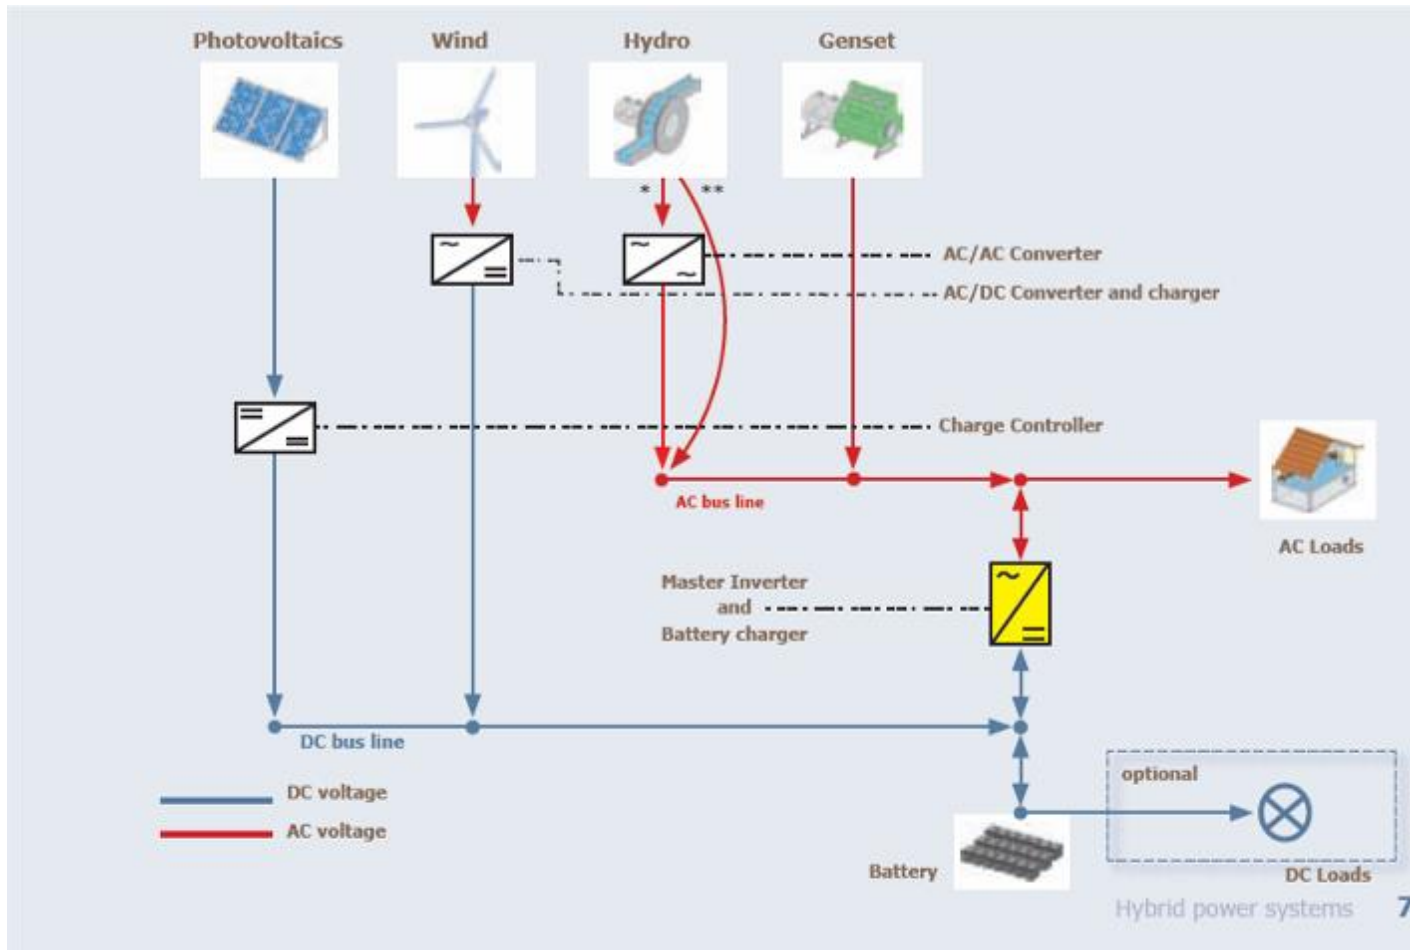 Photovoltaics
Wind
Hydro
Genset
*
**
AC/AC Converter
AC/DC Converter and charger
Charge Controller
AC bus line
AC Loads
Master Inverter
and
Battery charger
DC bus line
optional
DC voltage
AC voltage
Battery
DC Loads
Hybrid power systems 7